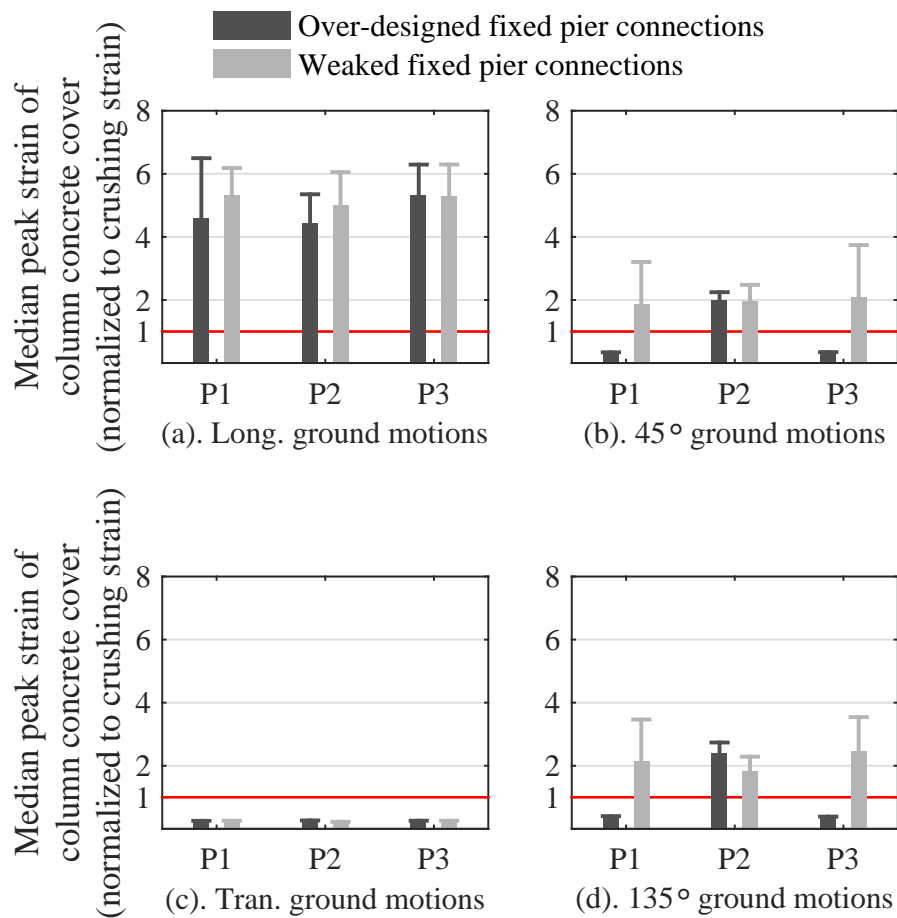 Over-designed fixed pier connections
Weaked fixed pier connections
Median peak strain of
column concrete cover
(normalized to crushing strain)
8
6
4
2
1
P1 P2 P3
(a). Long. ground motions
8
6
4
2
1
P1 P2 P3
(b). 45° ground motions
Median peak strain of
column concrete cover
(normalized to crushing strain)
8
6
4
2
1
P1 P2 P3
(c). Tran. ground motions
8
6
4
2
1
P1 P2 P3
(d). 135° ground motions